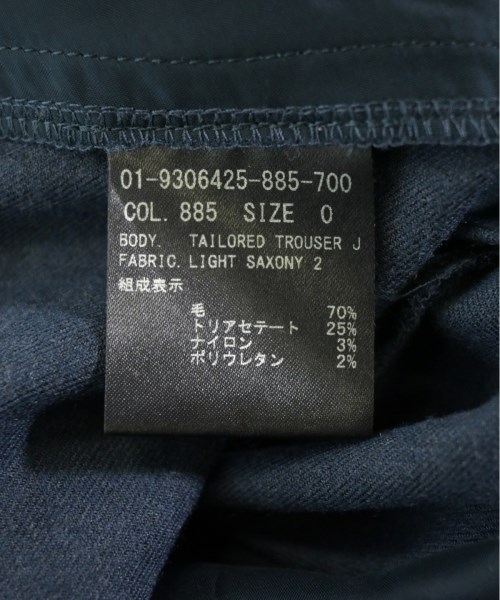 01-9306425-885-700
COL. 885 SIZE 0
BODY. TAILORED TROUSER J
FABRIC. LIGHT SAXONY 2
組成表示
毛 70%
トリアセテート 25%
ナイロン 3%
ポリウレタン 2%